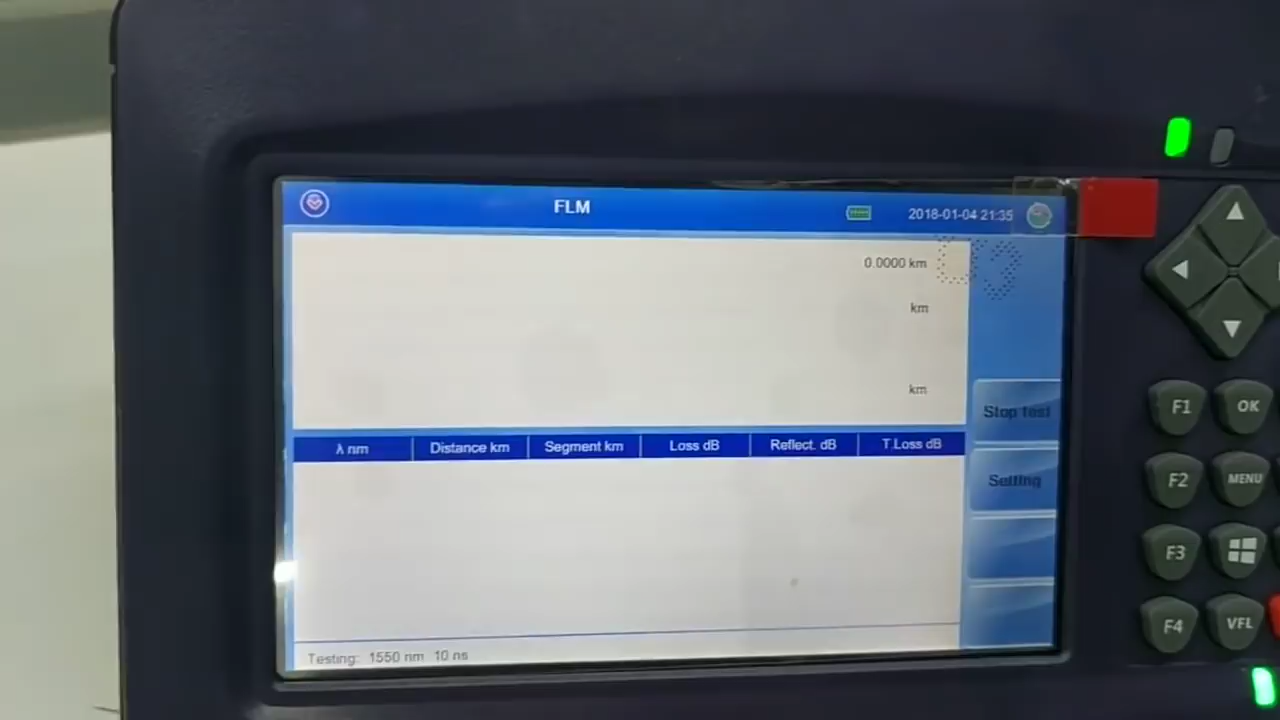 FLM
2018-01-04 21:35
0.0000 km
km
km
Stop test
λ nm Distance km Segment km Loss dB Reflect. dB T.Loss dB
Setting
Testing: 1550 nm 10 ns
F1 OK
F2 MENU
F3
F4 VFL